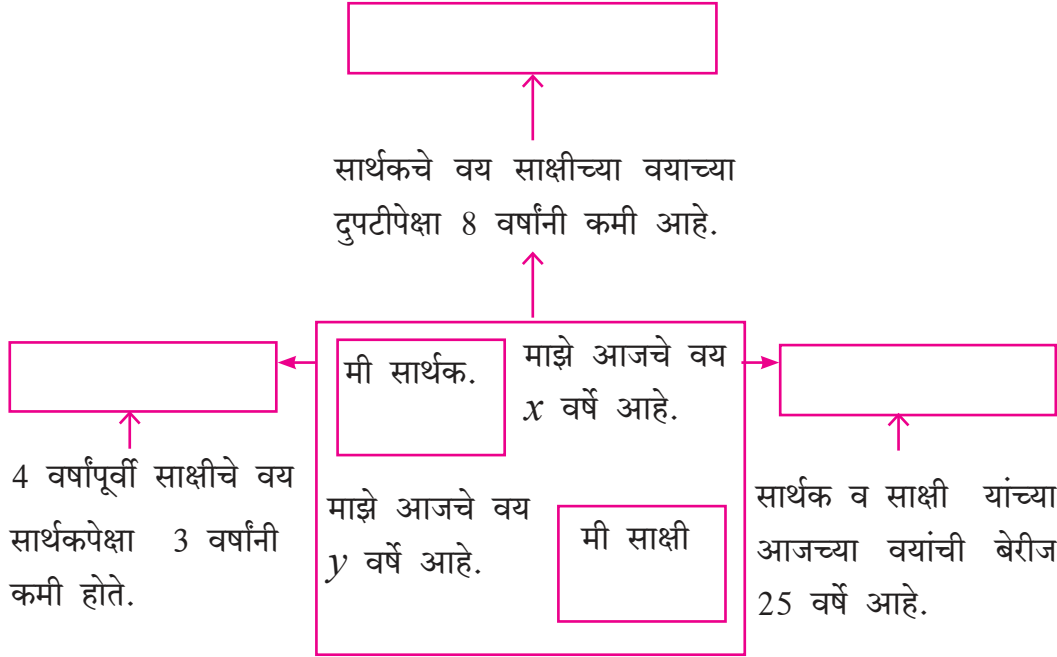 सार्थकचे वय साक्षीच्या वयाच्या
दुपटीपेक्षा 8 वर्षांनी कमी आहे.
मी सार्थक.
माझे आजचे वय
x वर्षे आहे.
4 वर्षांपूर्वी साक्षीचे वय
सार्थकपेक्षा 3 वर्षांनी
कमी होते.
माझे आजचे वय
y वर्षे आहे.
मी साक्षी
सार्थक व साक्षी यांच्या
आजच्या वयांची बेरीज
25 वर्षे आहे.